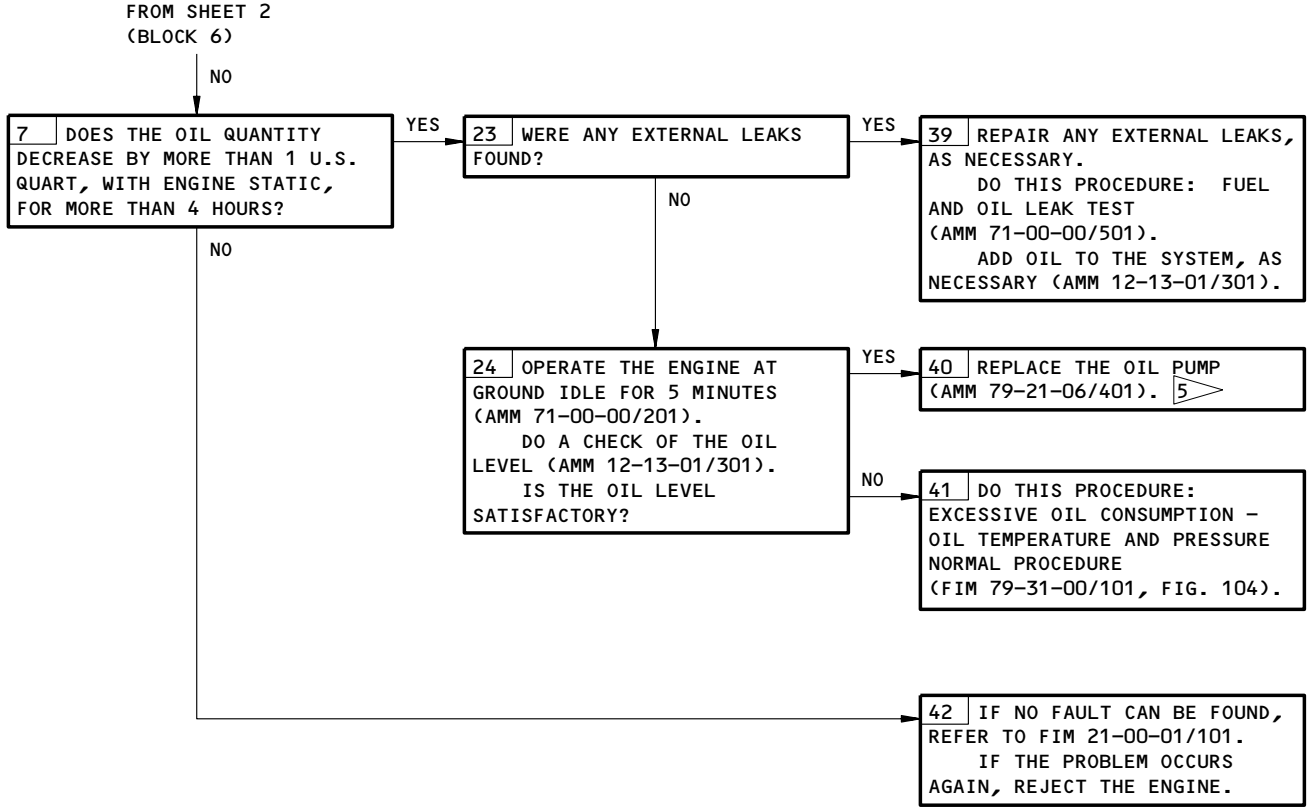 FROM SHEET 2
(BLOCK 6)
NO
7 DOES THE OIL QUANTITY
DECREASE BY MORE THAN 1 U.S.
QUART, WITH ENGINE STATIC,
FOR MORE THAN 4 HOURS?
YES
NO
23 WERE ANY EXTERNAL LEAKS
FOUND?
YES
NO
39 REPAIR ANY EXTERNAL LEAKS,
AS NECESSARY.
DO THIS PROCEDURE: FUEL
AND OIL LEAK TEST
(AMM 71-00-00/501).
ADD OIL TO THE SYSTEM, AS
NECESSARY (AMM 12-13-01/301).
24 OPERATE THE ENGINE AT
GROUND IDLE FOR 5 MINUTES
(AMM 71-00-00/201).
DO A CHECK OF THE OIL
LEVEL (AMM 12-13-01/301).
IS THE OIL LEVEL
SATISFACTORY?
YES
NO
40 REPLACE THE OIL PUMP
(AMM 79-21-06/401). 5
41 DO THIS PROCEDURE:
EXCESSIVE OIL CONSUMPTION -
OIL TEMPERATURE AND PRESSURE
NORMAL PROCEDURE
(FIM 79-31-00/101, FIG. 104).
42 IF NO FAULT CAN BE FOUND,
REFER TO FIM 21-00-01/101.
IF THE PROBLEM OCCURS
AGAIN, REJECT THE ENGINE.